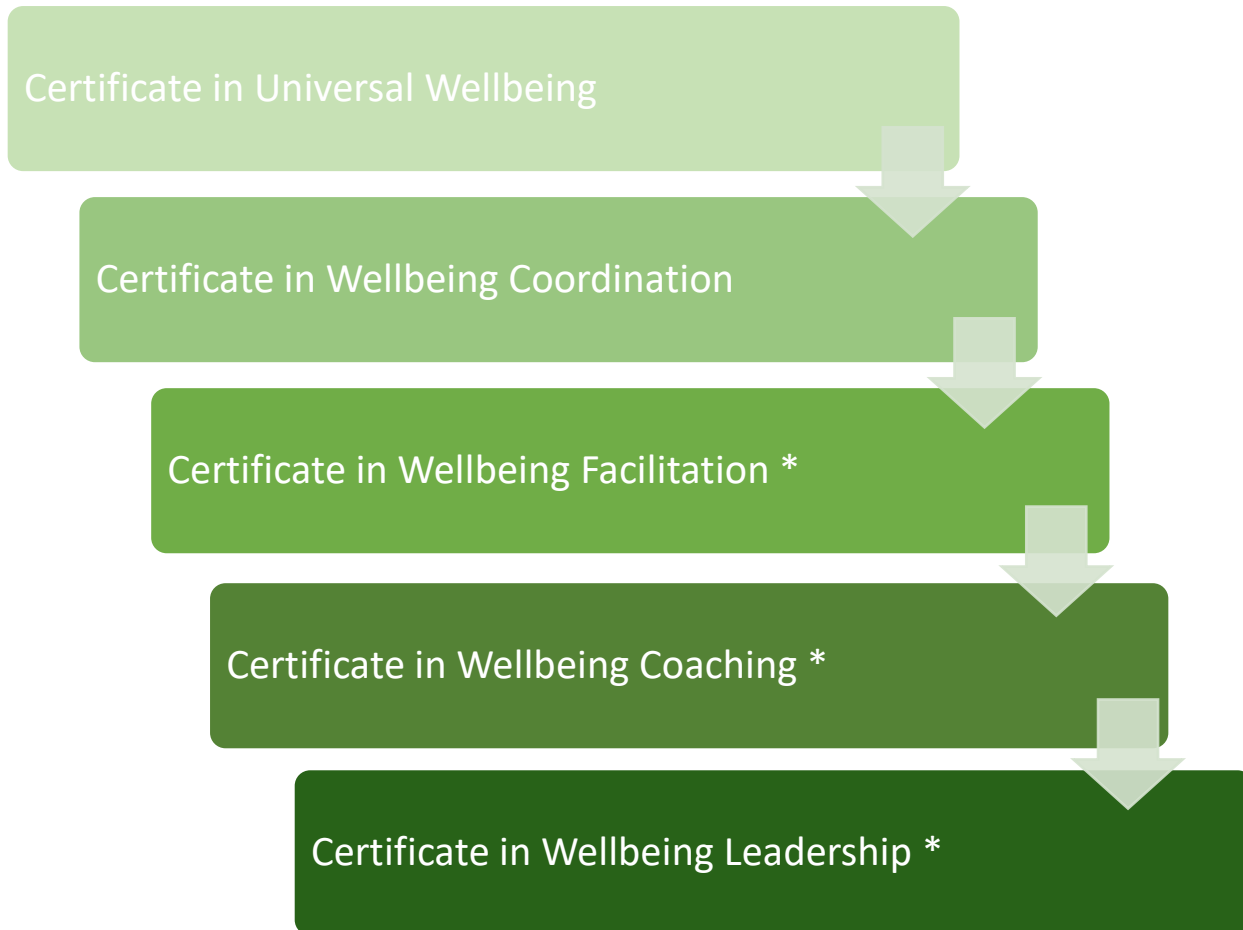 Certificate in Universal Wellbeing
Certificate in Wellbeing Coordination
Certificate in Wellbeing Facilitation *
Certificate in Wellbeing Coaching *
Certificate in Wellbeing Leadership *